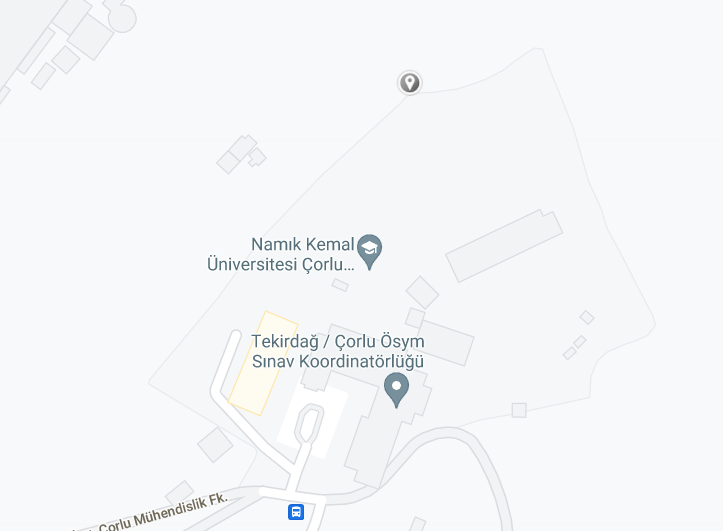 Namık Kemal
Üniversitesi Çorlu...
Tekirdağ / Çorlu Ösym
Sınav Koordinatörlüğü
Çorlu Mühendislik Fk.